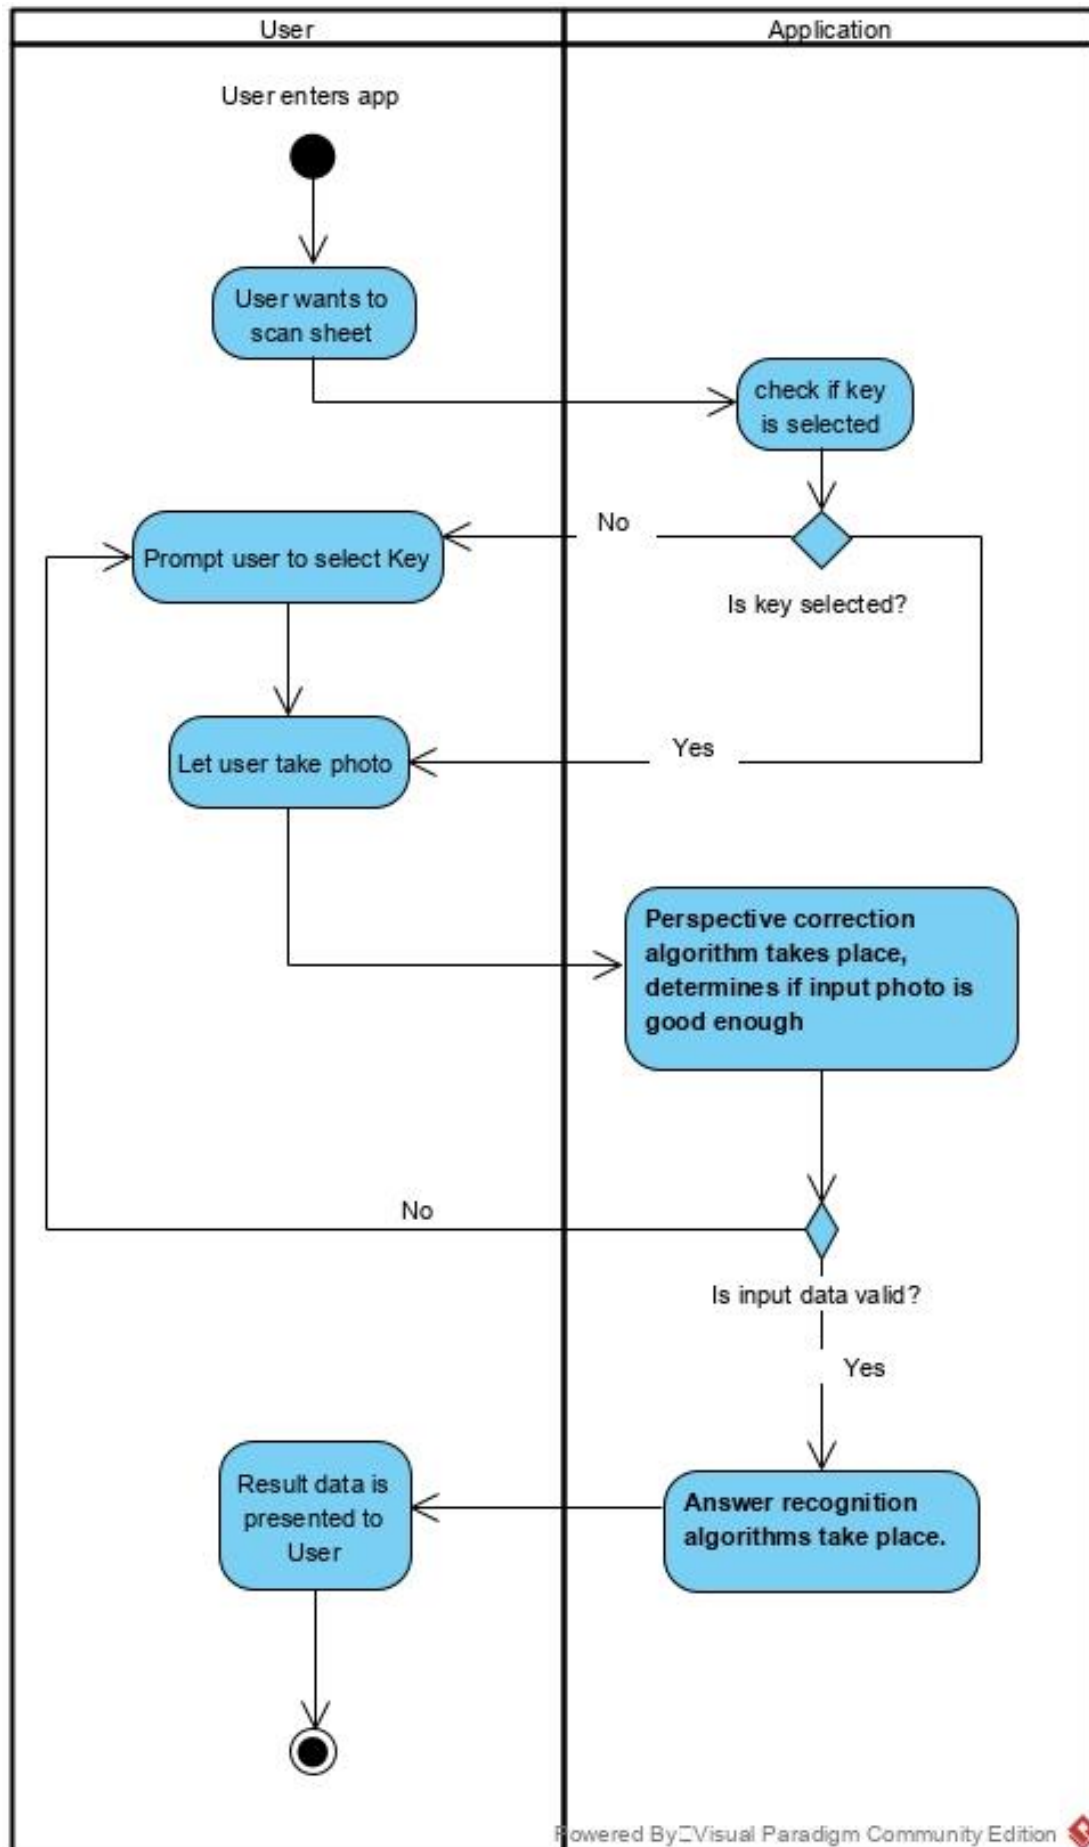 User
Application
User enters app
User wants to
scan sheet
check if key
is selected
No
Prompt user to select Key
Is key selected?
Let user take photo
Yes
Perspective correction
algorithm takes place,
determines if input photo is
good enough
No
Is input data valid?
Yes
Result data is
presented to
User
Answer recognition
algorithms take place.
Powered By Visual Paradigm Community Edition